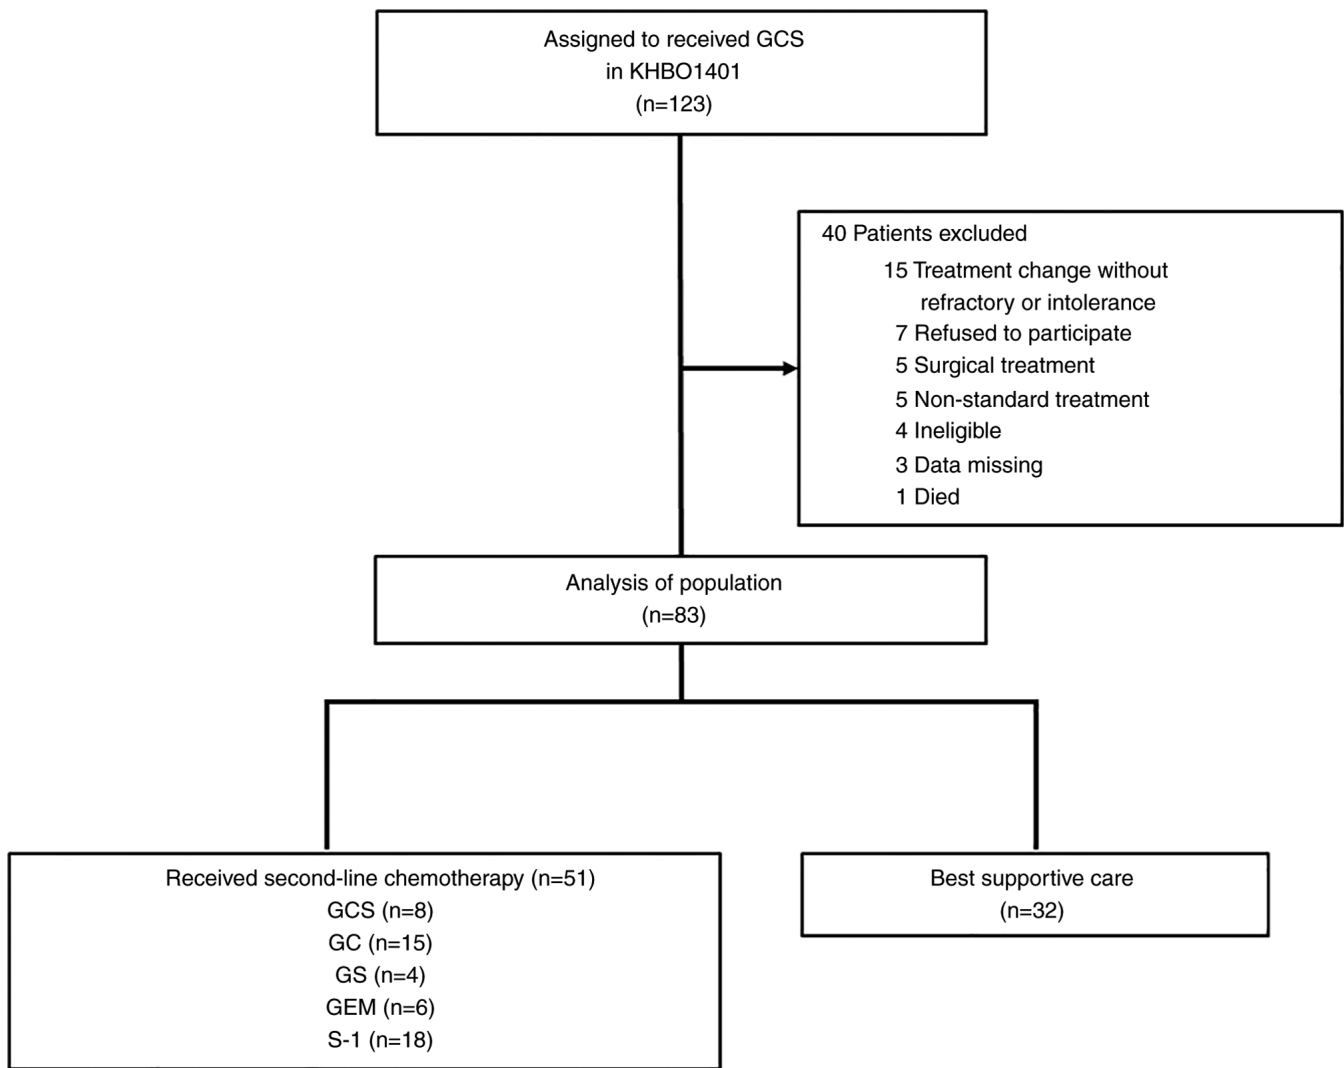 Assigned to received GCS
in KHBO1401
(n=123)
40 Patients excluded
15 Treatment change without
refractory or intolerance
7 Refused to participate
5 Surgical treatment
5 Non-standard treatment
4 Ineligible
3 Data missing
1 Died
Analysis of population
(n=83)
Received second-line chemotherapy (n=51)
GCS (n=8)
GC (n=15)
GS (n=4)
GEM (n=6)
S-1 (n=18)
Best supportive care
(n=32)